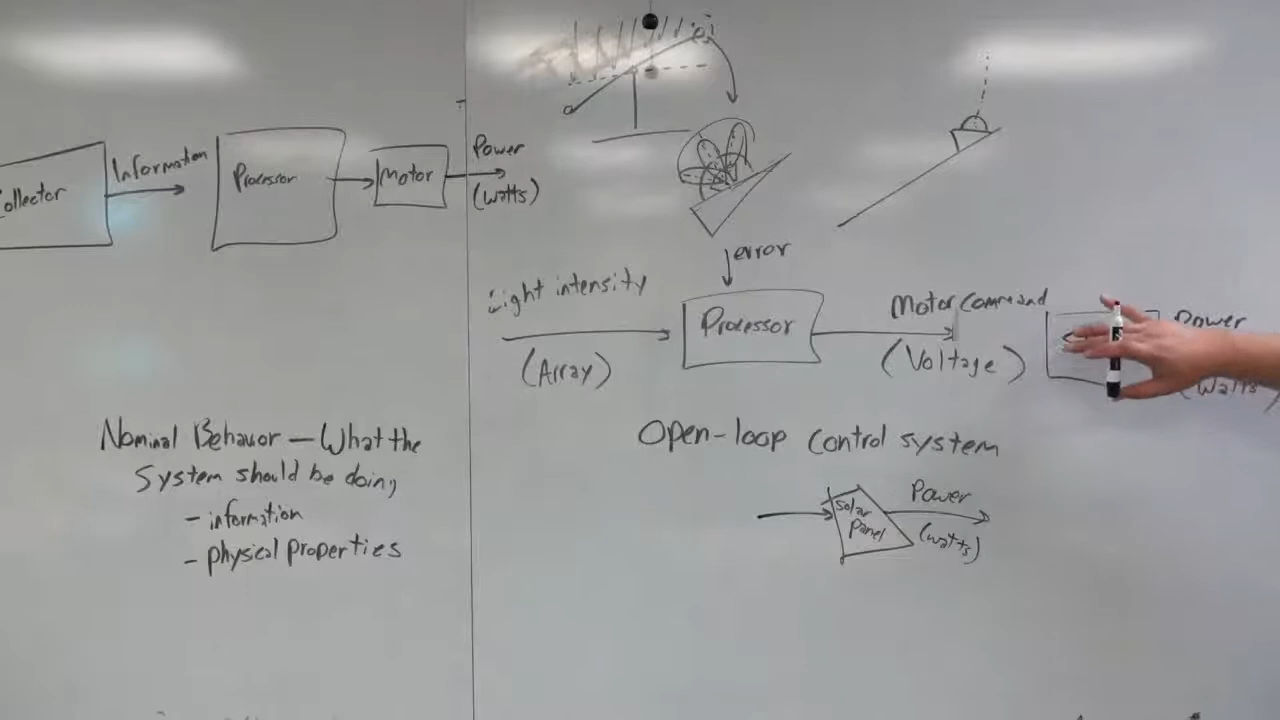 Collector
Information
Processor
Motor
Power
(watts)
error
Light intensity
(Array)
Processor
Motor Command
(Voltage)
Power
(Watts
Nominal Behavior - What the
System should be doing
- information
- physical properties
Open-loop control system
Solar
Panel
Power
(watts)